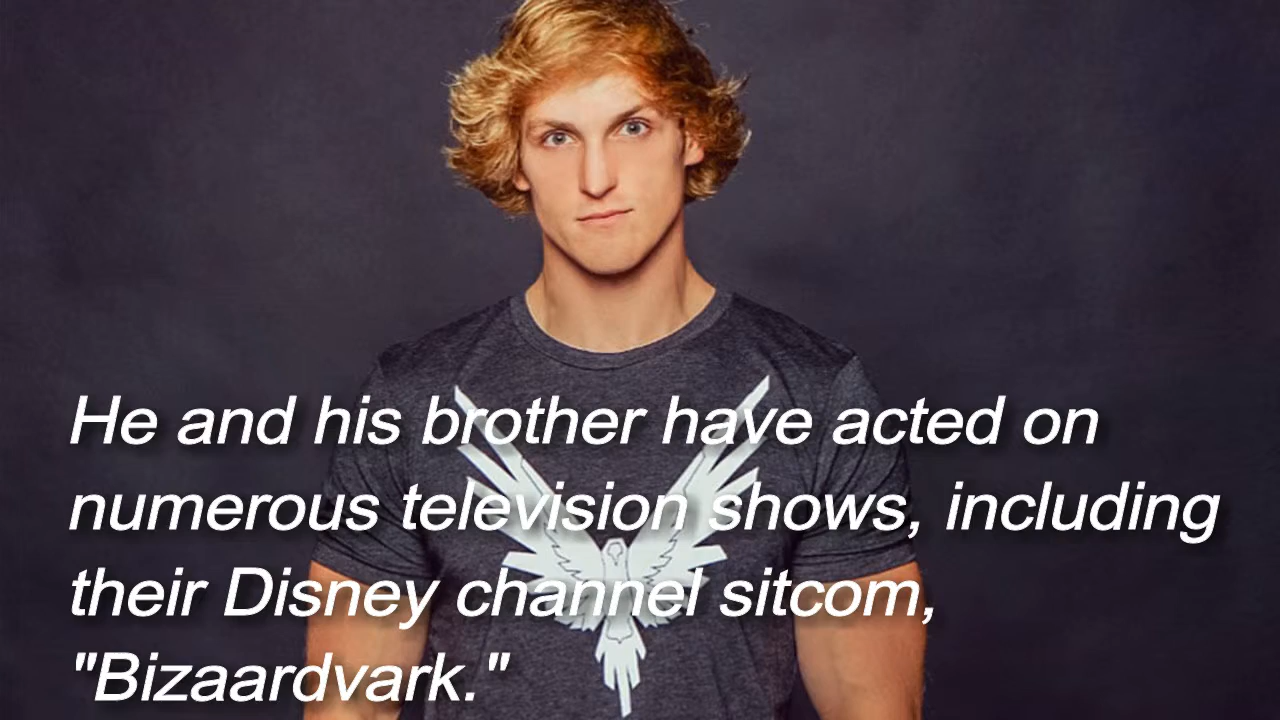 He and his brother have acted on
numerous television shows, including
their Disney channel sitcom,
"Bizaardvark."